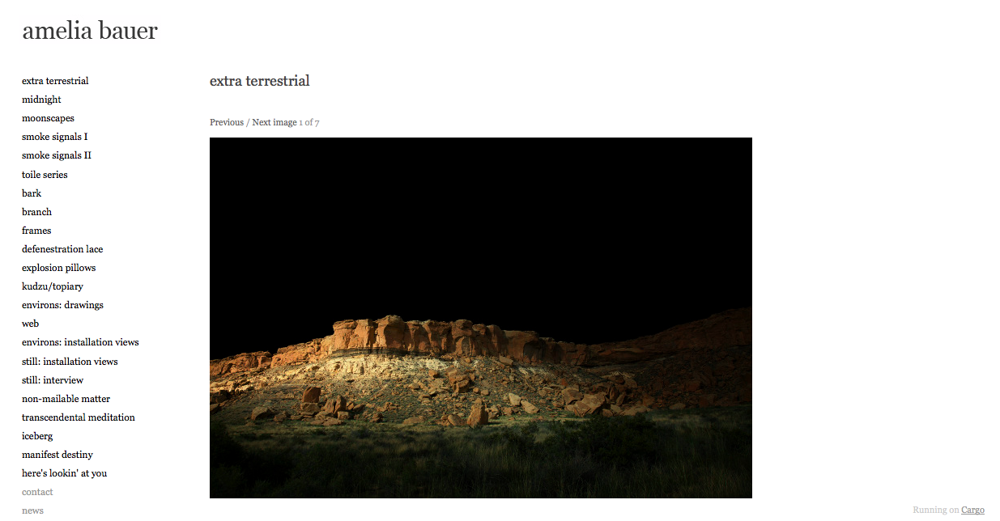 amelia bauer
extra terrestrial
midnight
moonscapes
smoke signals I
smoke signals II
toile series
bark
branch
frames
defenestration lace
explosion pillows
kudzu/topiary
environs: drawings
web
environs: installation views
still: installation views
still: interview
non-mailable matter
transcendental meditation
iceberg
manifest destiny
here's lookin' at you
contact
news
extra terrestrial
Previous / Next image 1 of 7
Running on Cargo